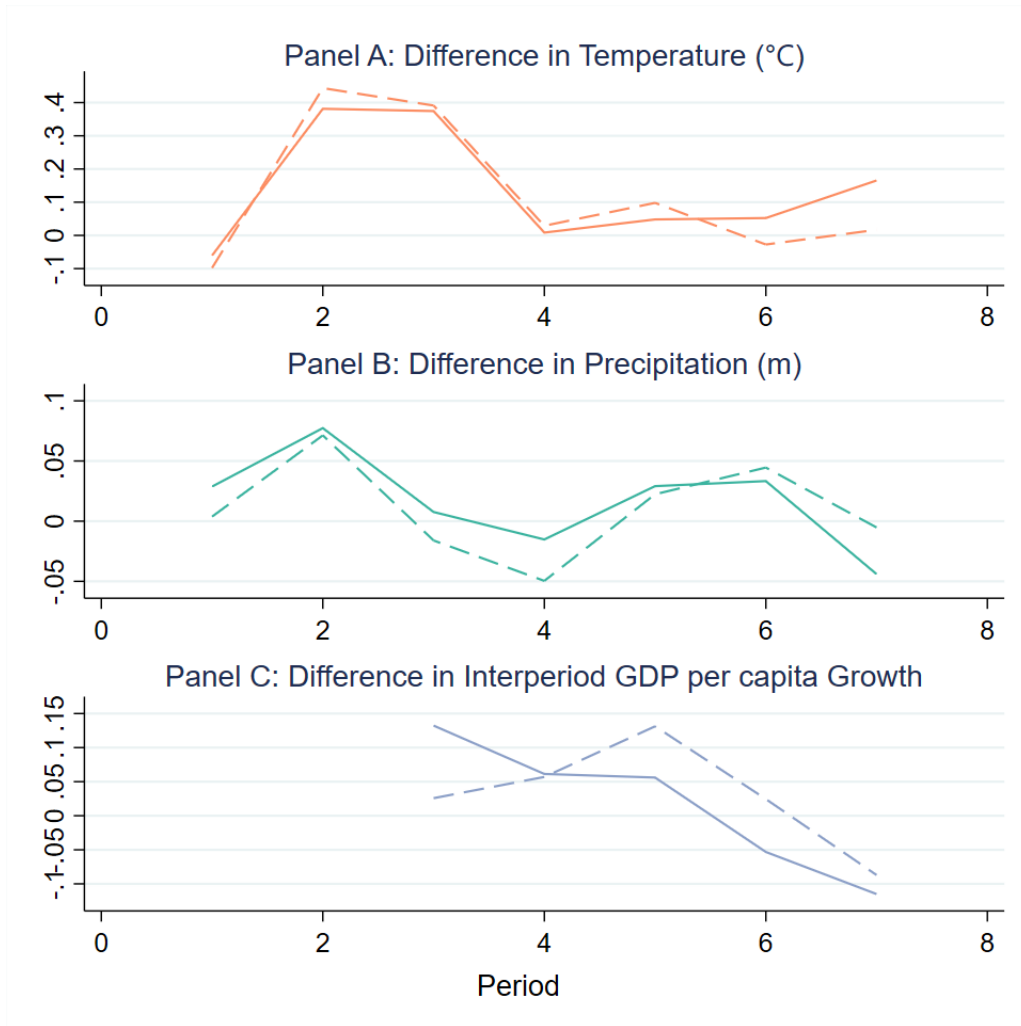 Panel A: Difference in Temperature (°C)
.4
.3
.2
.1
0
-.1
0 2 4 6 8
Panel B: Difference in Precipitation (m)
.1
.05
0
-.05
0 2 4 6 8
Panel C: Difference in Interperiod GDP per capita Growth
.15
.1
.05
0
-.05
-.1
0 2 4 6 8
Period